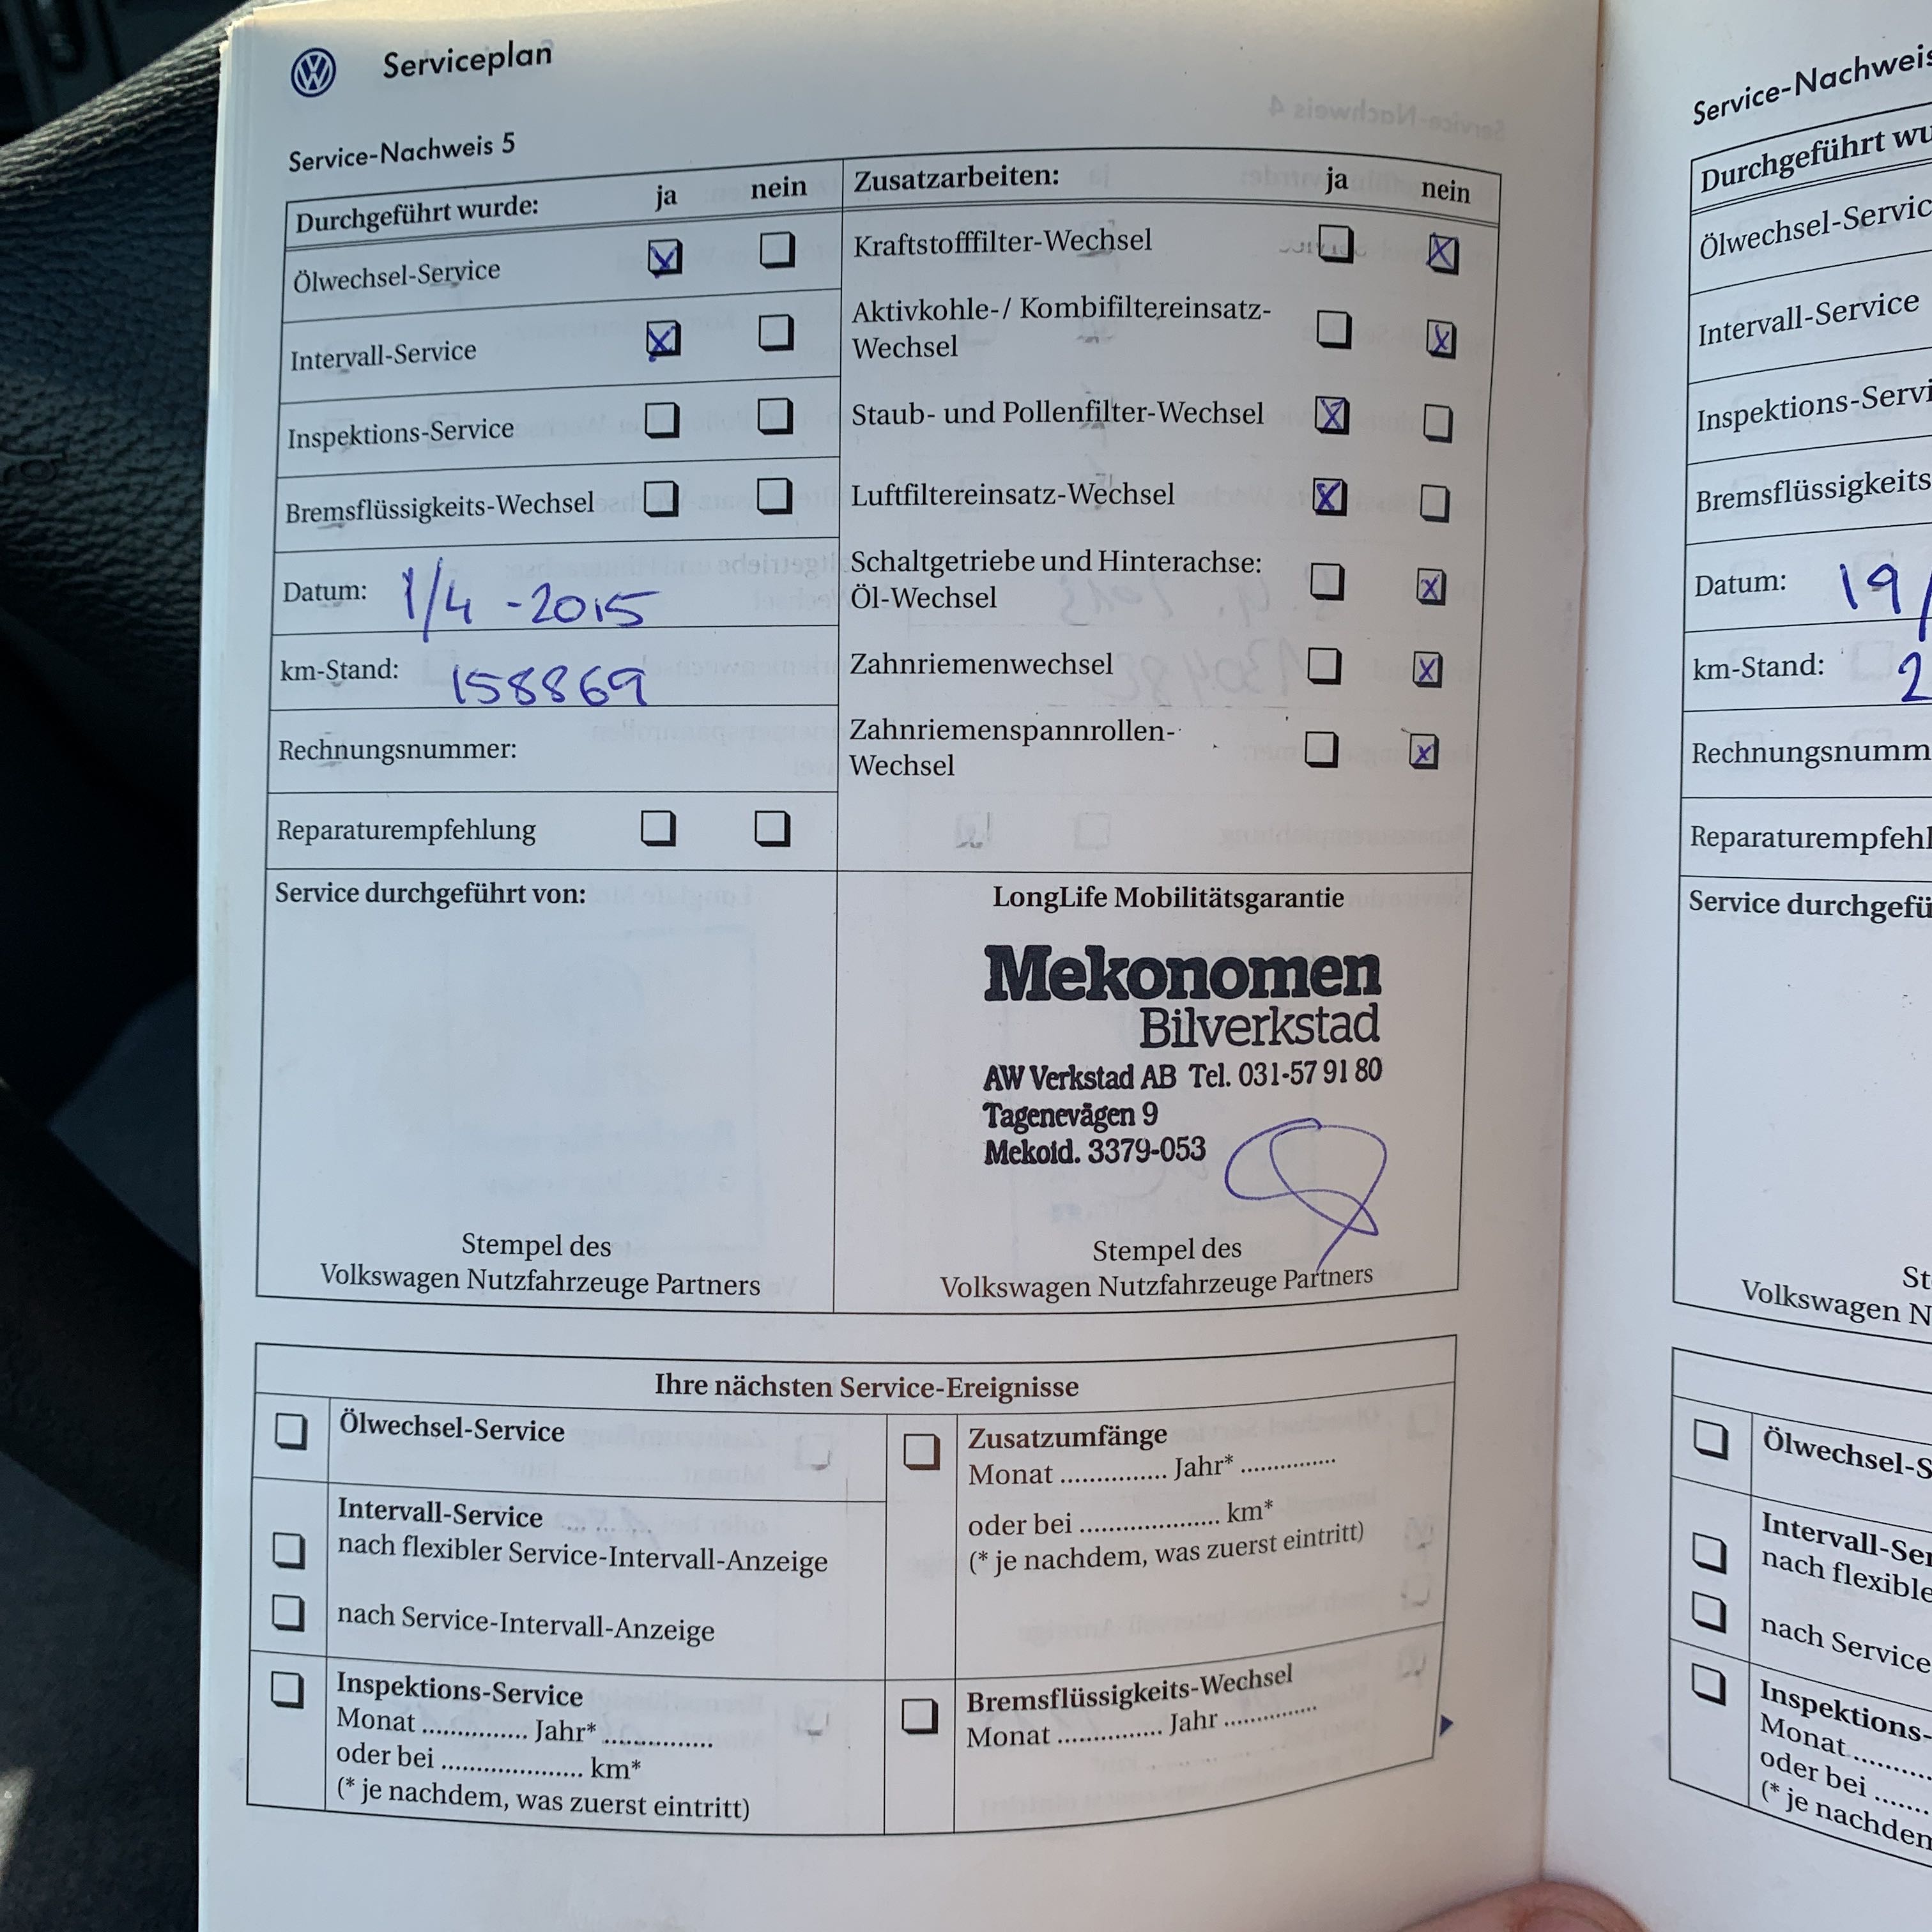 Serviceplan
Service-Nachweis 5
Durchgeführt wurde: ja nein
Ölwechsel-Service
Intervall-Service
Inspektions-Service
Bremsflüssigkeits-Wechsel
Datum: 1/4 -2015
km-Stand: 158869
Rechnungsnummer:
Reparaturempfehlung
Zusatzarbeiten: ja nein
Kraftstofffilter-Wechsel
Aktivkohle-/ Kombifiltereinsatz-
Wechsel
Staub- und Pollenfilter-Wechsel
Luftfiltereinsatz-Wechsel
Schaltgetriebe und Hinterachse:
Öl-Wechsel
Zahnriemenwechsel
Zahnriemenspannrollen-
Wechsel
Service durchgeführt von:
Stempel des
Volkswagen Nutzfahrzeuge Partners
LongLife Mobilitätsgarantie
Mekonomen
Bilverkstad
AW Verkstad AB Tel. 031-57 91 80
Tagenevägen 9
Mekoid. 3379-053
Stempel des
Volkswagen Nutzfahrzeuge Partners
Ihre nächsten Service-Ereignisse
Ölwechsel-Service
Intervall-Service
nach flexibler Service-Intervall-Anzeige
nach Service-Intervall-Anzeige
Inspektions-Service
Monat ............... Jahr* ...............
oder bei .................... km*
(* je nachdem, was zuerst eintritt)
Zusatzumfänge
Monat ............... Jahr* ..............
oder bei .................... km*
(* je nachdem, was zuerst eintritt)
Bremsflüssigkeits-Wechsel
Monat ............... Jahr ..............
Service-Nachweis
Durchgeführt wu
Ölwechsel-Servic
Intervall-Service
Inspektions-Servi
Bremsflüssigkeits
Datum: 19/
km-Stand: 2
Rechnungsnumm
Reparaturempfehl
Service durchgefü
St
Volkswagen N
Ölwechsel-S
Intervall-Ser
nach flexible
nach Service
Inspektions-
Monat ..........
oder bei .......
(* je nachdem